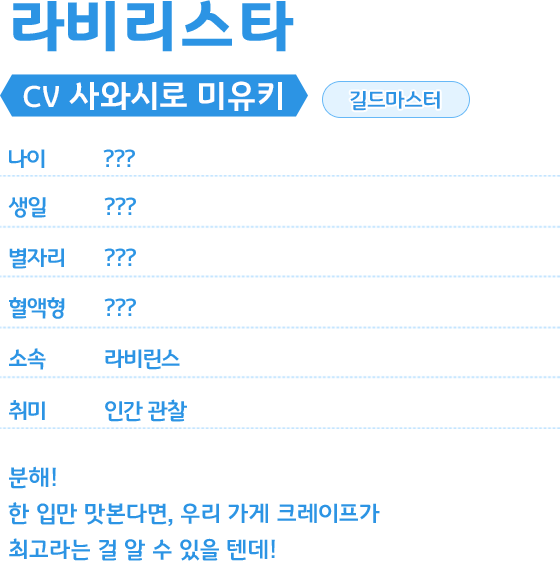 라비리스타
CV 사와시로 미유키
길드마스터
나이 ???
생일 ???
별자리 ???
혈액형 ???
소속 라비린스
취미 인간 관찰
분해!
한 입만 맛본다면, 우리 가게 크레이프가
최고라는 걸 알 수 있을 텐데!